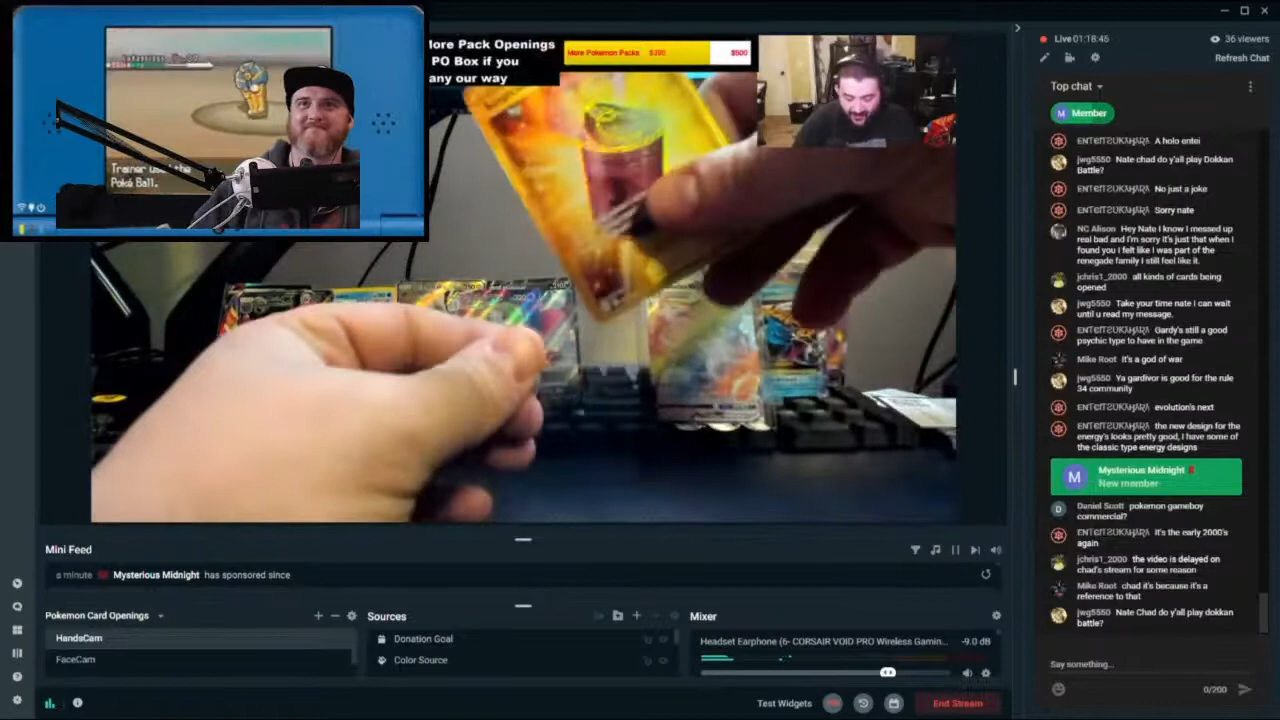 Trainer used the
Poké Ball.
More Pack Openings
PO Box if you
any our way
More Pokemon Packs $395 $500
Live 01:18:45
36 viewers
Refresh Chat
Top chat
M Member
ENTEITSUKAHARA A holo entei
jwg5550 Nate chad do y'all play Dokkan
Battle?
ENTEITSUKAHARA No just a joke
ENTEITSUKAHARA Sorry nate
NC Alison Hey Nate I know I messed up
real bad and I'm sorry it's just that when I
found you I felt like I was part of the
renegade family I still feel like it.
jchris1_2000 all kinds of cards being
opened
jwg5550 Take your time nate I can wait
until u read my message.
ENTEITSUKAHARA Gardy's still a good
psychic type to have in the game
Mike Root It's a god of war
jwg5550 Ya gardivor is good for the rule
34 community
ENTEITSUKAHARA evolution's next
ENTEITSUKAHARA the new design for the
energy's looks pretty good, I have some of
the classic type energy designs
M Mysterious Midnight
New member
D Daniel Scott pokemon gameboy
commercial?
ENTEITSUKAHARA It's the early 2000's
again
jchris1_2000 the video is delayed on
chad's stream for some reason
Mike Root chad it's because it's a
reference to that
jwg5550 Nate Chad do y'all play dokkan
battle?
Say something...
0/200
Mini Feed
a minute Mysterious Midnight has sponsored since
Pokemon Card Openings
HandsCam
FaceCam
Sources
Donation Goal
Color Source
Mixer
Headset Earphone (6- CORSAIR VOID PRO Wireless Gamin... -9.0 dB
Test Widgets
End Stream